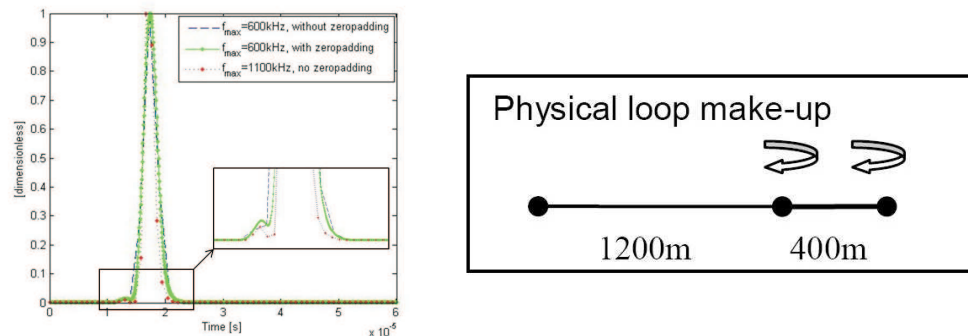 f_max=600kHz, without zeropadding
f_max=600kHz, with zeropadding
f_max=1100kHz, no zeropadding
[dimensionless]
1
0.9
0.8
0.7
0.6
0.5
0.4
0.3
0.2
0.1
0
0 1 2 3 4 5 6
Time [s]
x 10^-5
Physical loop make-up
1200m 400m